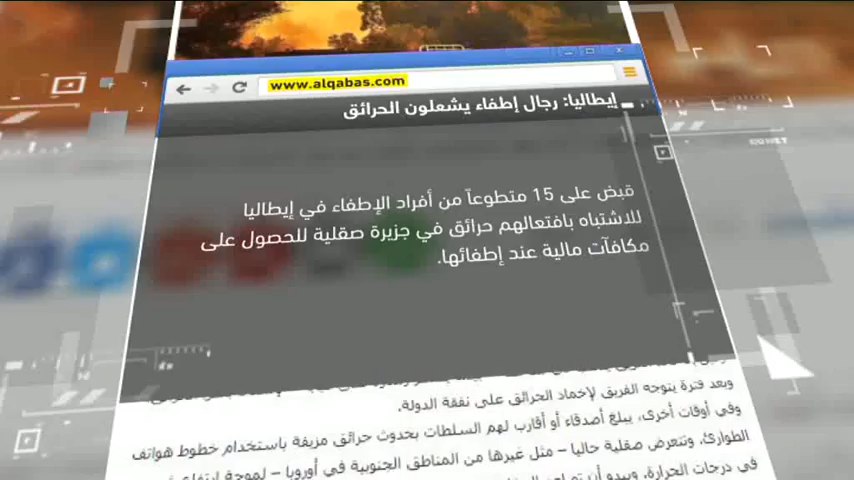 www.alqabas.com
إيطاليا: رجال إطفاء يشعلون الحرائق
قبض على 15 متطوعاً من أفراد الإطفاء في إيطاليا
للاشتباه بافتعالهم حرائق في جزيرة صقلية للحصول على
مكافآت مالية عند إطفائها.
وبعد فترة يتوجه الفريق لإخماد الحرائق على نفقة الدولة.
وفي أوقات أخرى، يبلغ أصدقاء أو أقارب لهم السلطات بحدوث حرائق مزيفة باستخدام خطوط هواتف
الطوارئ، وتتعرض صقلية حاليا – مثل غيرها من المناطق الجنوبية في أوروبا – لموجة ارتفاع
في درجات الحرارة، ويبدو أن